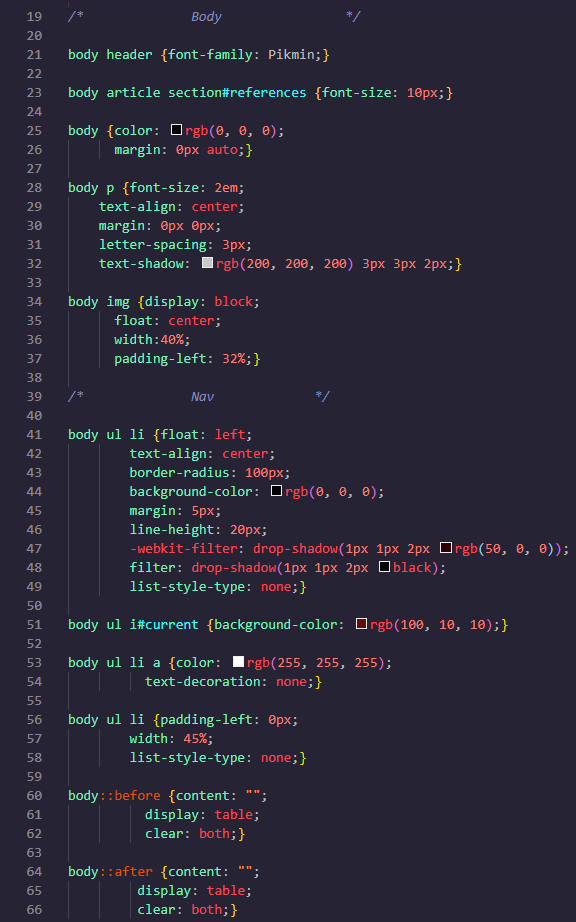 19 /*              Body                */
20
21 body header {font-family: Pikmin;}
22
23 body article section#references {font-size: 10px;}
24
25 body {color: rgb(0, 0, 0);
26       margin: 0px auto;}
27
28 body p {font-size: 2em;
29     text-align: center;
30     margin: 0px 0px;
31     letter-spacing: 3px;
32     text-shadow: rgb(200, 200, 200) 3px 3px 2px;}
33
34 body img {display: block;
35       float: center;
36       width:40%;
37       padding-left: 32%;}
38
39 /*              Nav             */
40
41 body ul li {float: left;
42         text-align: center;
43         border-radius: 100px;
44         background-color: rgb(0, 0, 0);
45         margin: 5px;
46         line-height: 20px;
47         -webkit-filter: drop-shadow(1px 1px 2px rgb(50, 0, 0));
48         filter: drop-shadow(1px 1px 2px black);
49         list-style-type: none;}
50
51 body ul i#current {background-color: rgb(100, 10, 10);}
52
53 body ul li a {color: rgb(255, 255, 255);
54           text-decoration: none;}
55
56 body ul li {padding-left: 0px;
57         width: 45%;
58         list-style-type: none;}
59
60 body::before {content: "";
61           display: table;
62           clear: both;}
63
64 body::after {content: "";
65          display: table;
66          clear: both;}